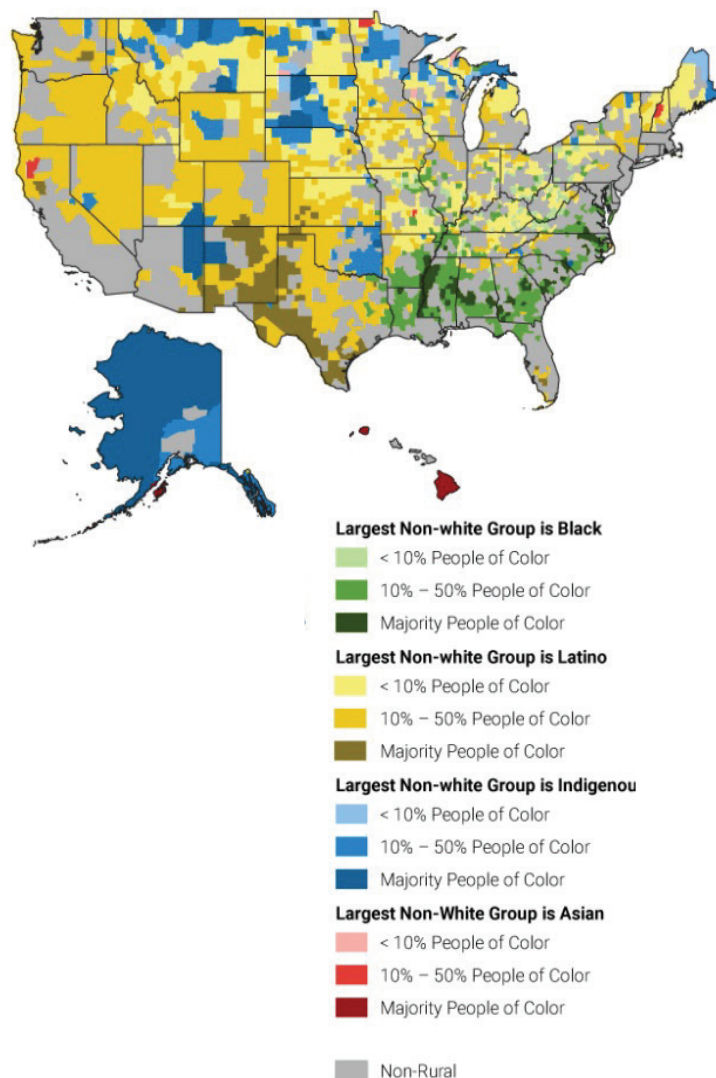 Largest Non-white Group is Black
< 10% People of Color
10% – 50% People of Color
Majority People of Color
Largest Non-white Group is Latino
< 10% People of Color
10% – 50% People of Color
Majority People of Color
Largest Non-white Group is Indigenou
< 10% People of Color
10% – 50% People of Color
Majority People of Color
Largest Non-White Group is Asian
< 10% People of Color
10% – 50% People of Color
Majority People of Color
Non-Rural